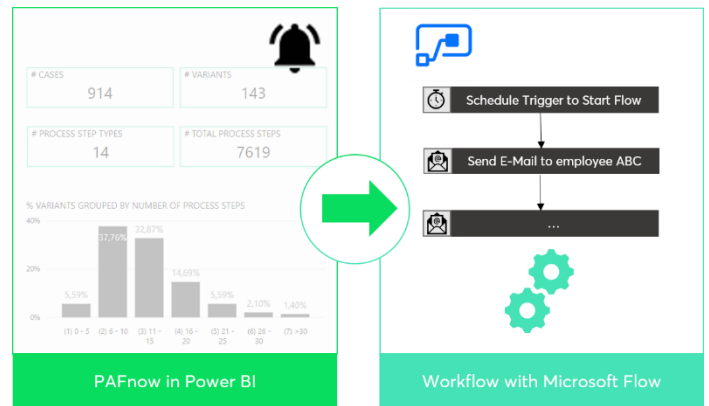 # CASES
914
# VARIANTS
143
# PROCESS STEP TYPES
14
# TOTAL PROCESS STEPS
7619
% VARIANTS GROUPED BY NUMBER OF PROCESS STEPS
40%
20%
0%
5,59%
37,76%
32,87%
14,69%
5,59%
2,10%
1,40%
(1) 0 - 5
(2) 6 - 10
(3) 11 -
15
(4) 16 -
20
(5) 21 -
25
(6) 26 -
30
(7) >30
PAFnow in Power BI
Schedule Trigger to Start Flow
Send E-Mail to employee ABC
...
Workflow with Microsoft Flow